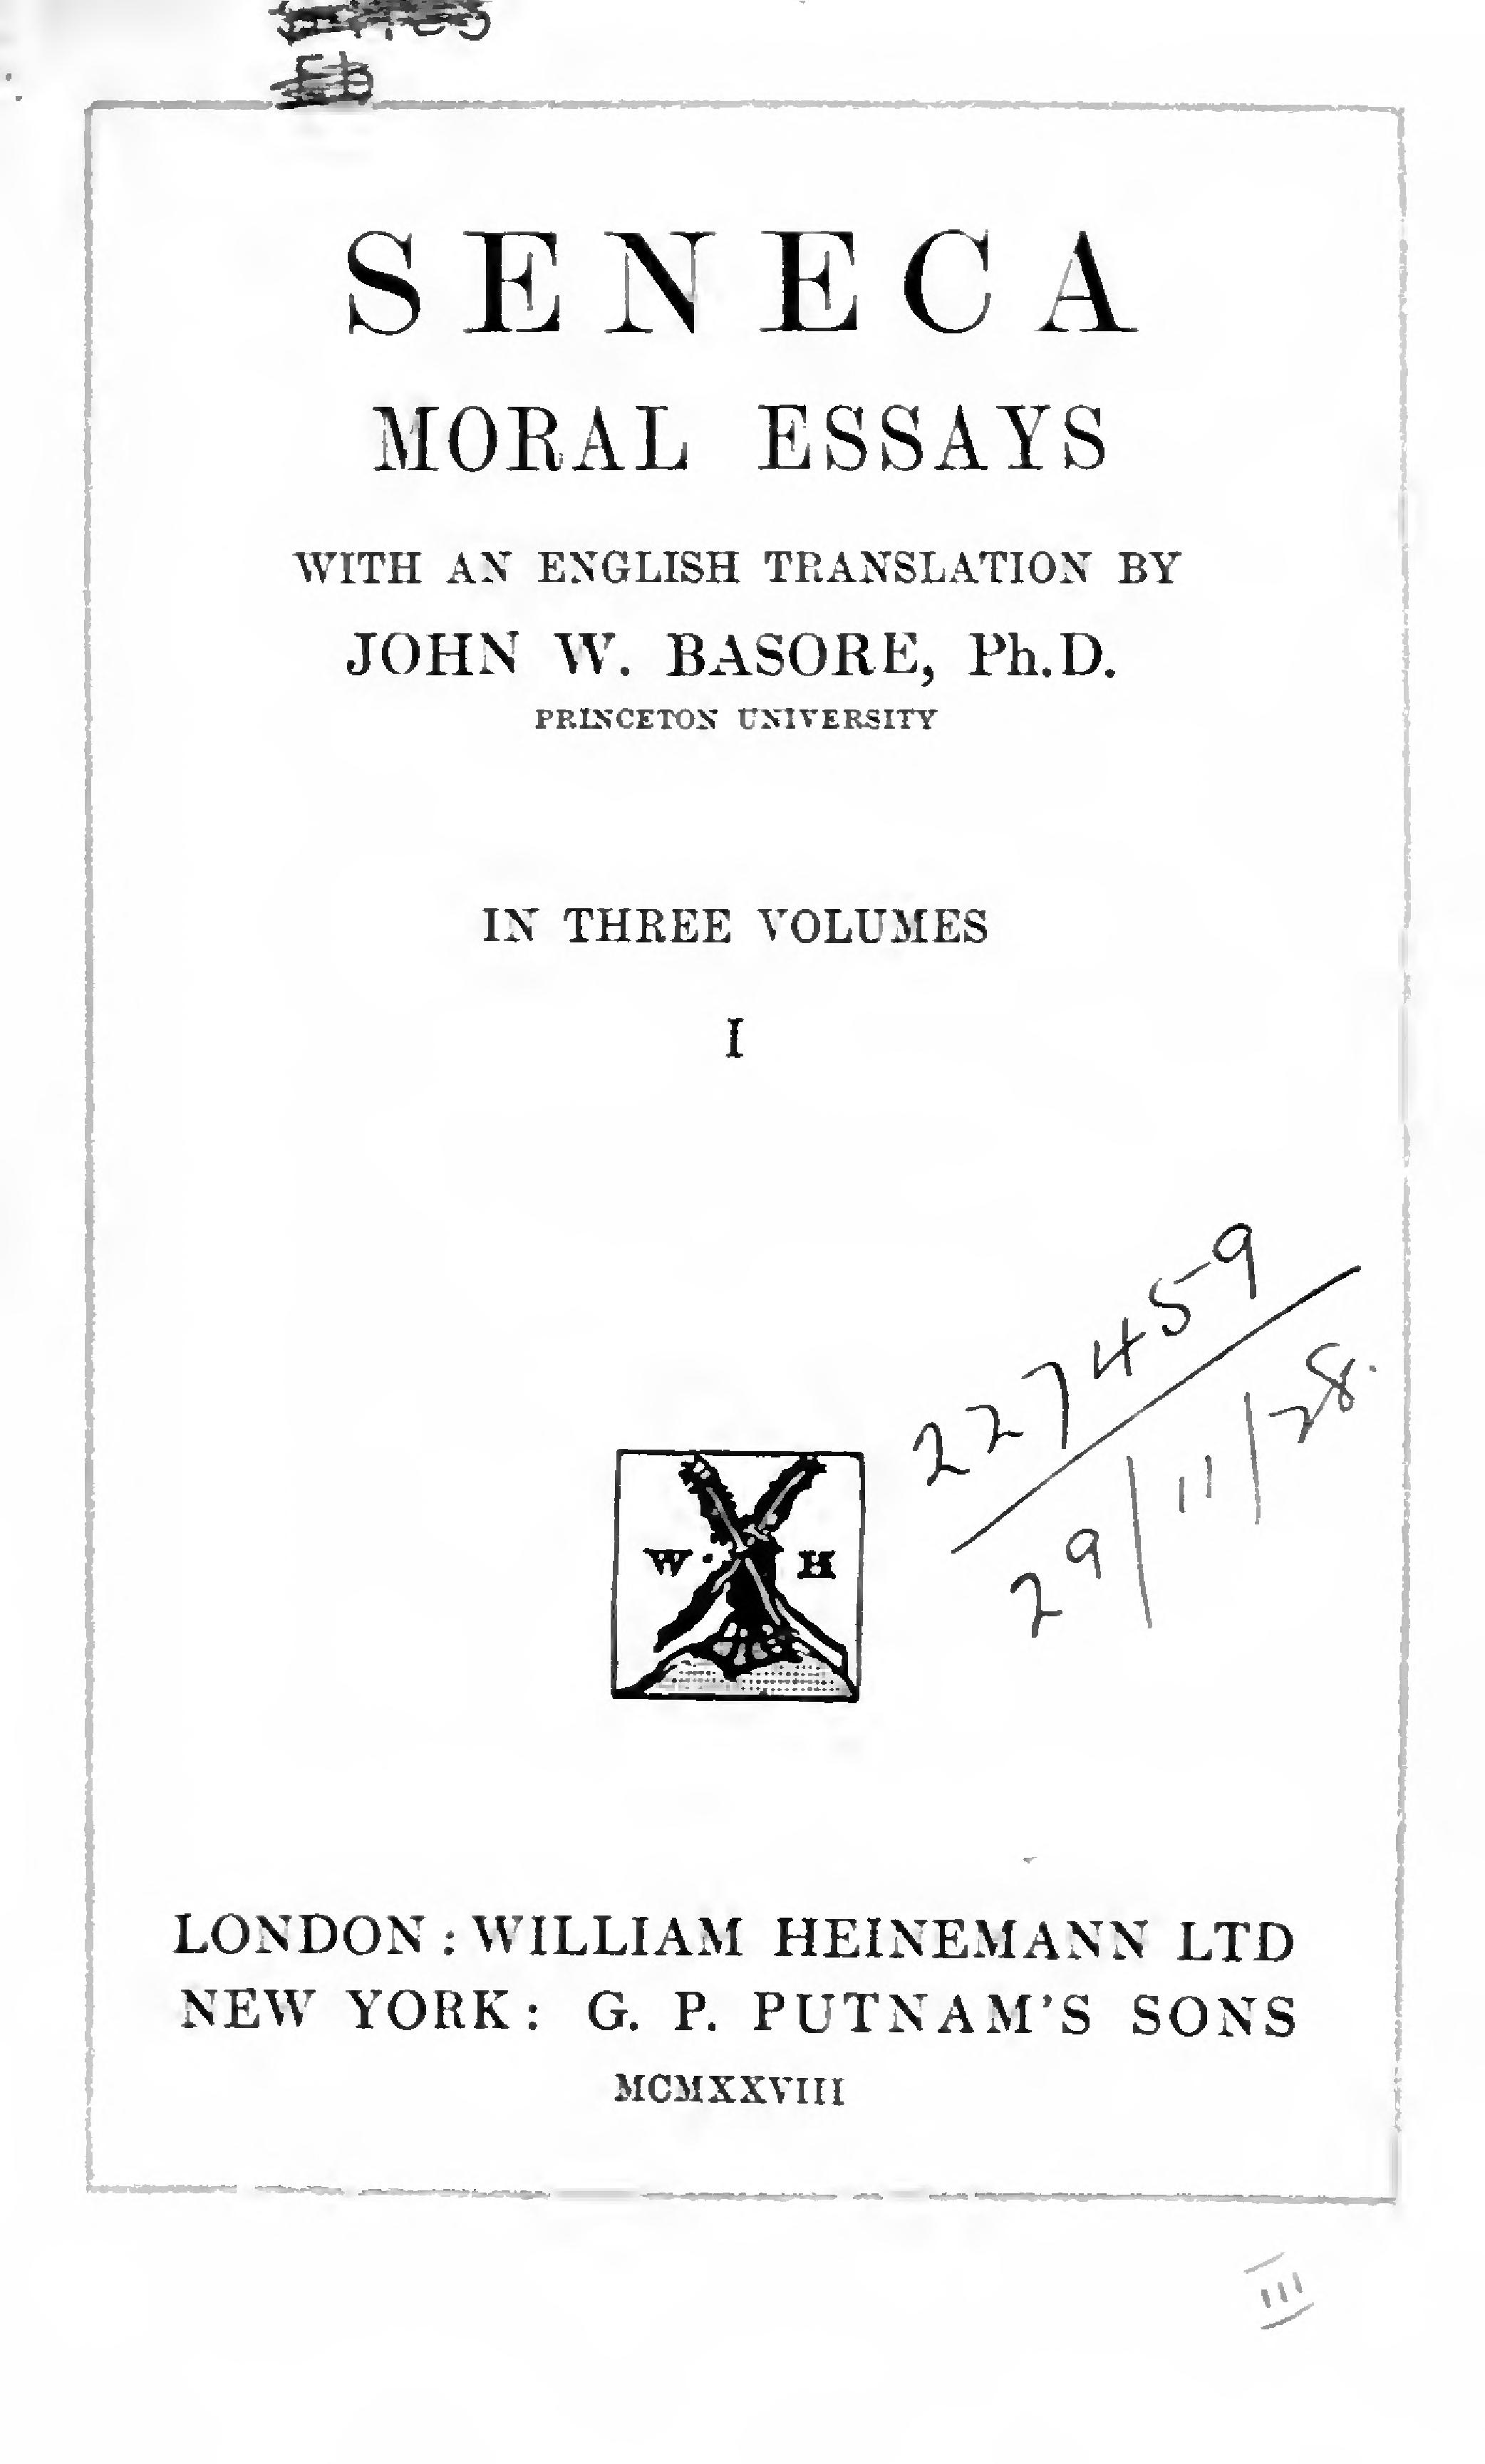 SENECA
MORAL ESSAYS
WITH AN ENGLISH TRANSLATION BY
JOHN W. BASORE, Ph.D.
PRINCETON UNIVERSITY
IN THREE VOLUMES
I
227459
29/11/28.
W · H
LONDON : WILLIAM HEINEMANN LTD
NEW YORK : G. P. PUTNAM'S SONS
MCMXXVIII
III